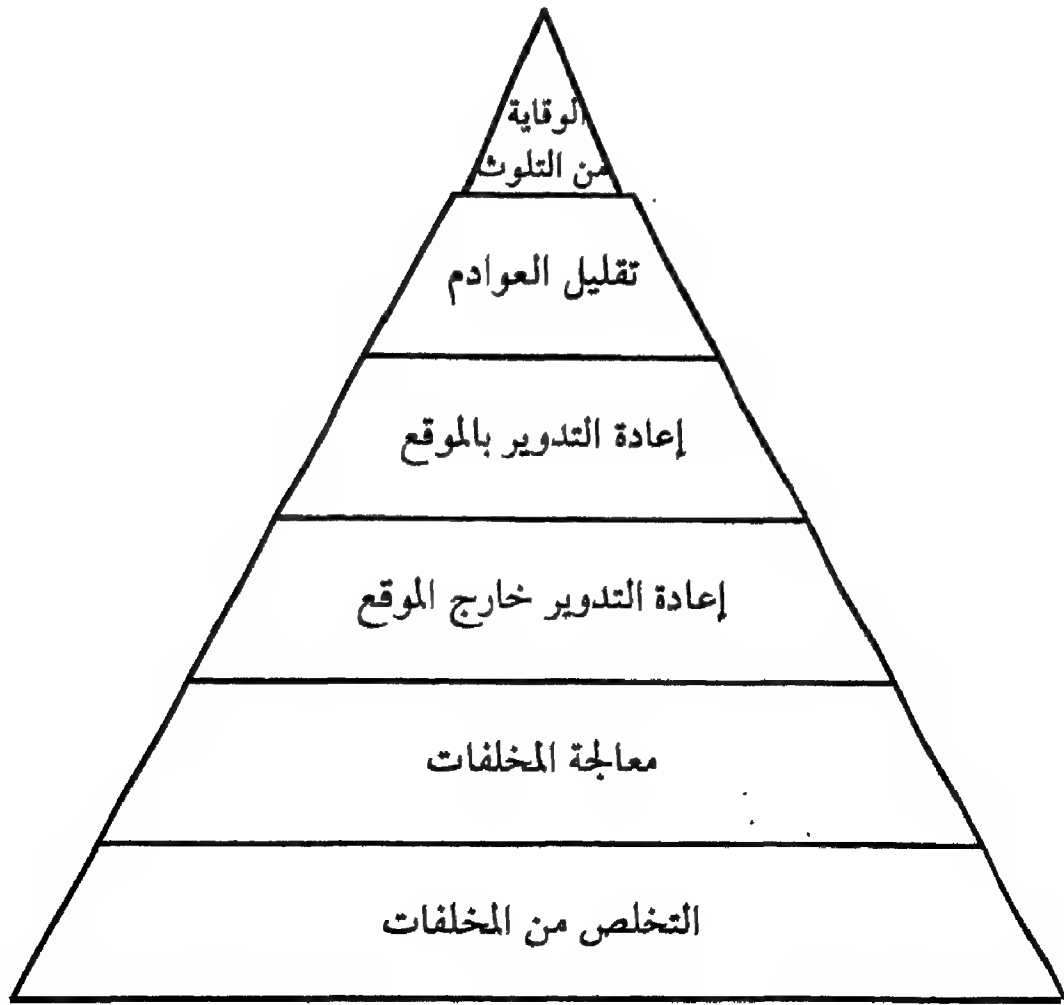 الوقاية
من التلوث
تقليل العوادم
إعادة التدوير بالموقع
إعادة التدوير خارج الموقع
معالجة المخلفات
التخلص من المخلفات